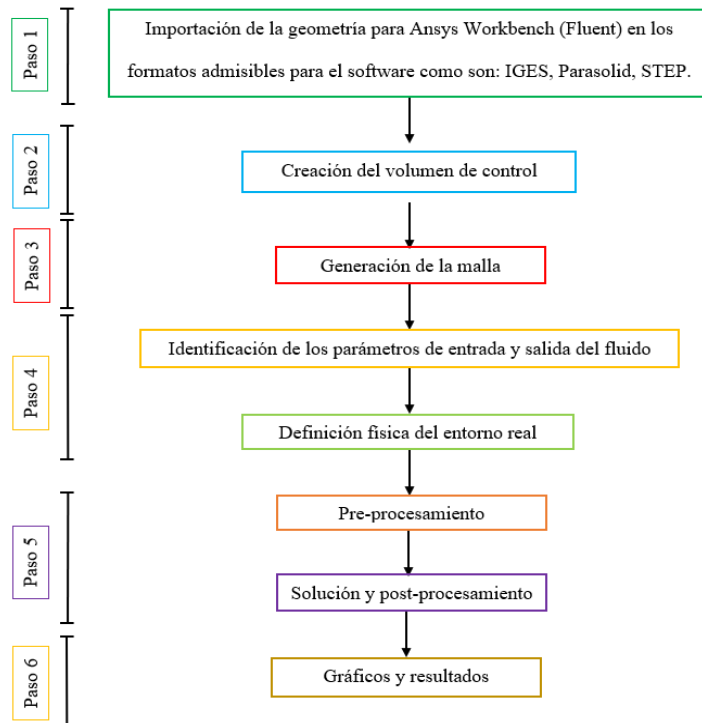 Paso 1
Importación de la geometría para Ansys Workbench (Fluent) en los
formatos admisibles para el software como son: IGES, Parasolid, STEP.
Paso 2
Creación del volumen de control
Paso 3
Generación de la malla
Paso 4
Identificación de los parámetros de entrada y salida del fluido
Definición física del entorno real
Paso 5
Pre-procesamiento
Solución y post-procesamiento
Paso 6
Gráficos y resultados